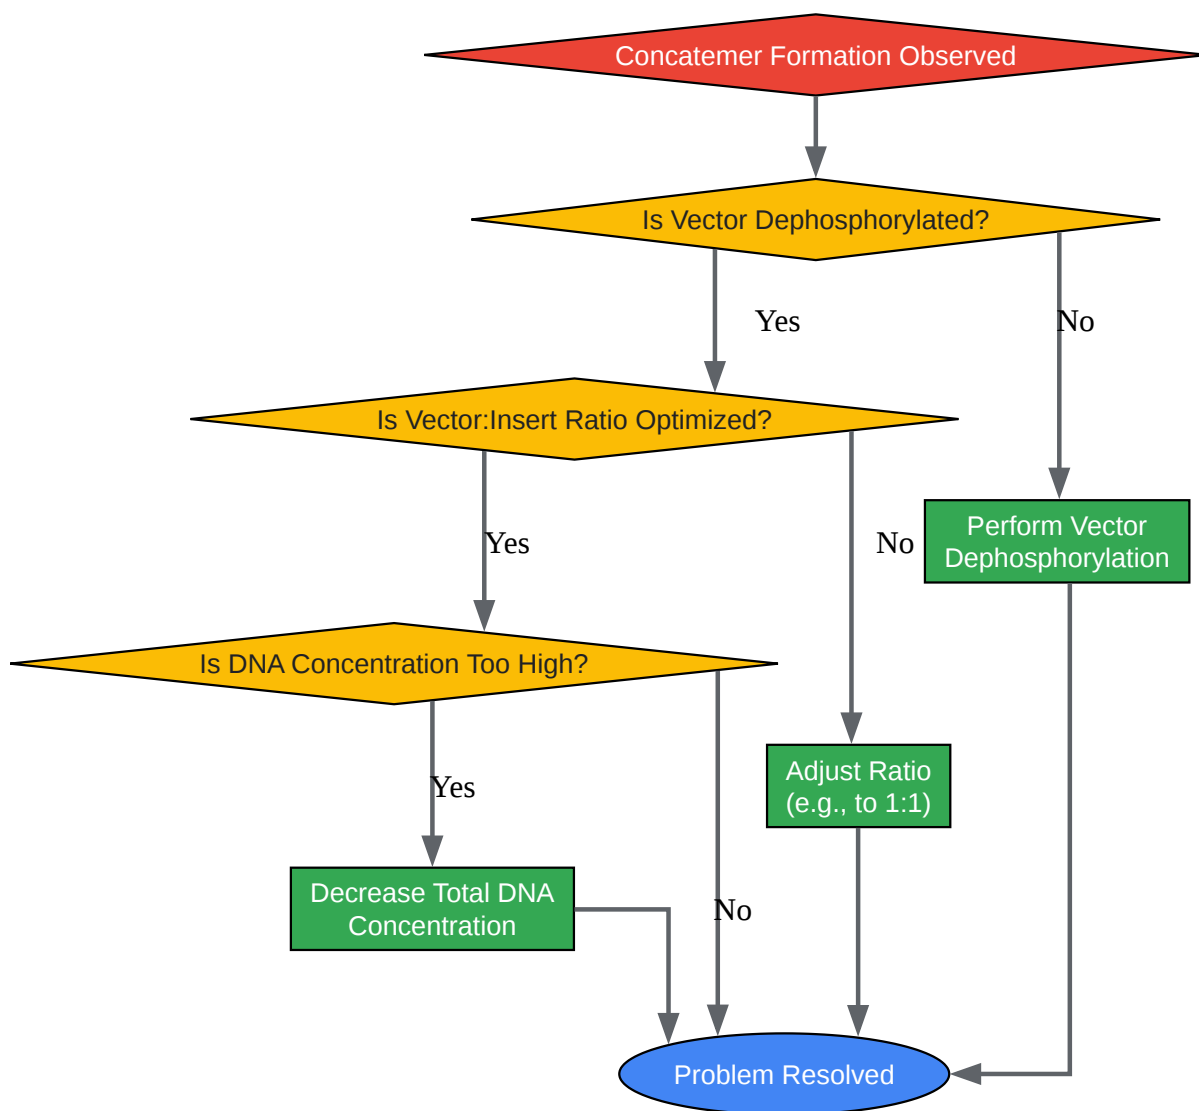 Concatemer Formation Observed
Is Vector Dephosphorylated?
Yes
No
Is Vector:Insert Ratio Optimized?
Yes
No
Perform Vector
Dephosphorylation
Is DNA Concentration Too High?
Yes
No
Adjust Ratio
(e.g., to 1:1)
Decrease Total DNA
Concentration
Problem Resolved